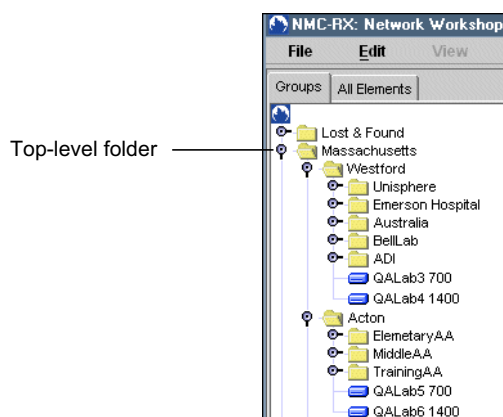 NMC-RX: Network Workshop
File Edit View
Groups All Elements
Lost & Found
Top-level folder
Massachusetts
Westford
Unisphere
Emerson Hospital
Australia
BellLab
ADI
QALab3 700
QALab4 1400
Acton
ElemetaryAA
MiddleAA
TrainingAA
QALab5 700
QALab6 1400